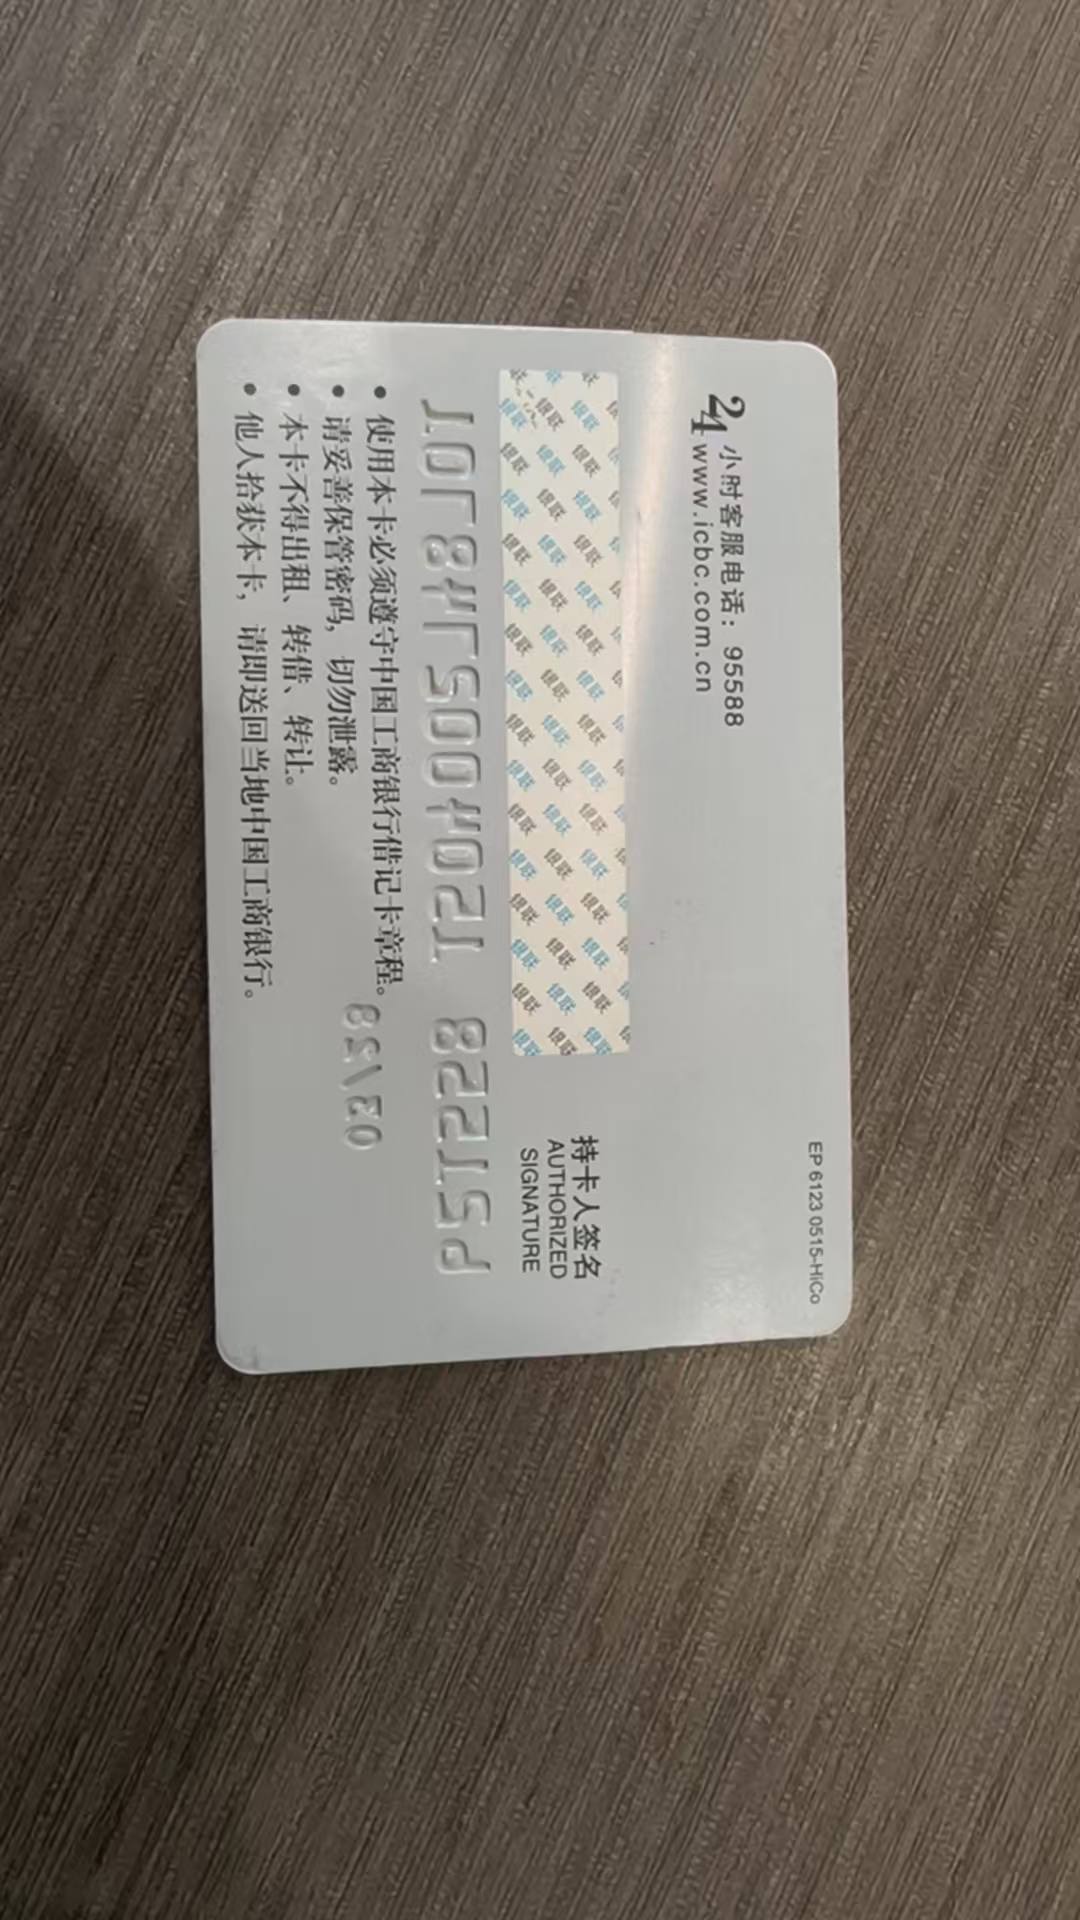 EP 6123 0515-HiCo
24小时客服电话：95588
www.icbc.com.cn
持卡人签名
AUTHORIZED
SIGNATURE
使用本卡必须遵守中国工商银行借记卡章程。
请妥善保管密码，切勿泄露。
本卡不得出租、转借、转让。
他人拾获本卡，请即送回当地中国工商银行。